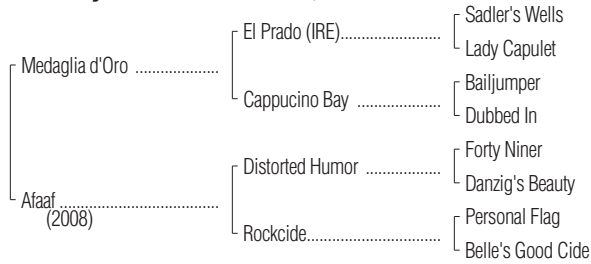 Sadler's Wells
El Prado (IRE)....................
Lady Capulet
Medaglia d'Oro .................
Bailjumper
Cappucino Bay .................
Dubbed In
Forty Niner
Distorted Humor ...............
Danzig's Beauty
Afaaf................................
(2008)
Personal Flag
Rockcide...........................
Belle's Good Cide